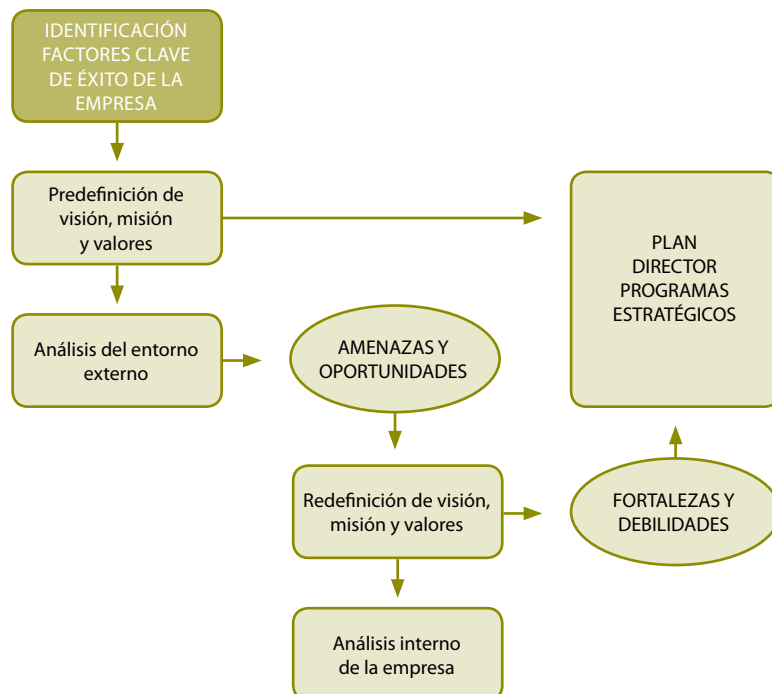 IDENTIFICACIÓN
FACTORES CLAVE
DE ÉXITO DE LA
EMPRESA
Predefinición de
visión, misión
y valores
PLAN
DIRECTOR
PROGRAMAS
ESTRATÉGICOS
Análisis del entorno
externo
AMENAZAS Y
OPORTUNIDADES
Redefinición de visión,
misión y valores
FORTALEZAS Y
DEBILIDADES
Análisis interno
de la empresa